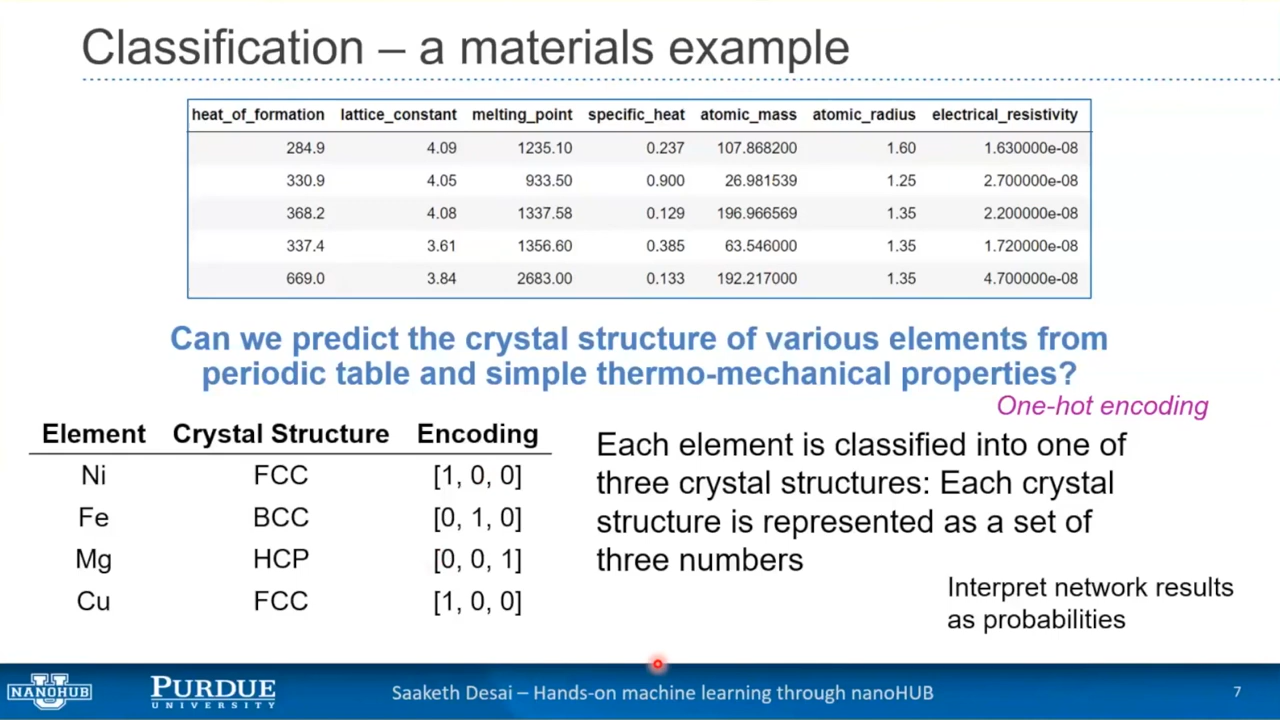 Classification – a materials example
heat_of_formation lattice_constant melting_point specific_heat atomic_mass atomic_radius electrical_resistivity
284.9 4.09 1235.10 0.237 107.868200 1.60 1.630000e-08
330.9 4.05 933.50 0.900 26.981539 1.25 2.700000e-08
368.2 4.08 1337.58 0.129 196.966569 1.35 2.200000e-08
337.4 3.61 1356.60 0.385 63.546000 1.35 1.720000e-08
669.0 3.84 2683.00 0.133 192.217000 1.35 4.700000e-08
Can we predict the crystal structure of various elements from
periodic table and simple thermo-mechanical properties?
One-hot encoding
Element Crystal Structure Encoding
Ni FCC [1, 0, 0]
Fe BCC [0, 1, 0]
Mg HCP [0, 0, 1]
Cu FCC [1, 0, 0]
Each element is classified into one of
three crystal structures: Each crystal
structure is represented as a set of
three numbers
Interpret network results
as probabilities
NANOHUB
PURDUE
UNIVERSITY
Saaketh Desai – Hands-on machine learning through nanoHUB
7